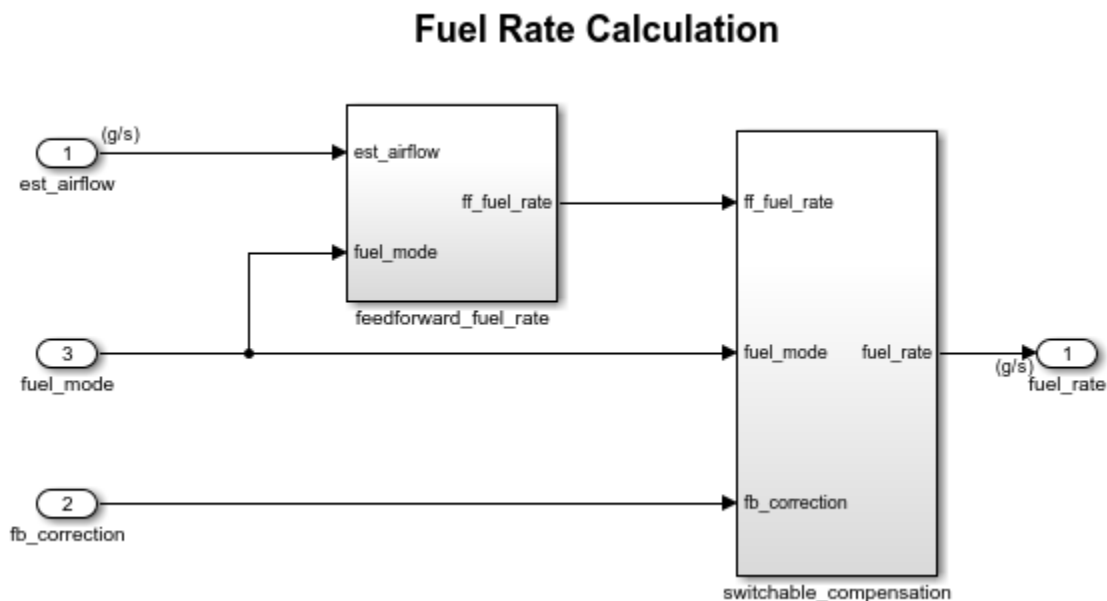 Fuel Rate Calculation
(g/s)
1
est_airflow
est_airflow
ff_fuel_rate
fuel_mode
feedforward_fuel_rate
3
fuel_mode
2
fb_correction
ff_fuel_rate
fuel_mode
fuel_rate
fb_correction
switchable_compensation
(g/s)
1
fuel_rate